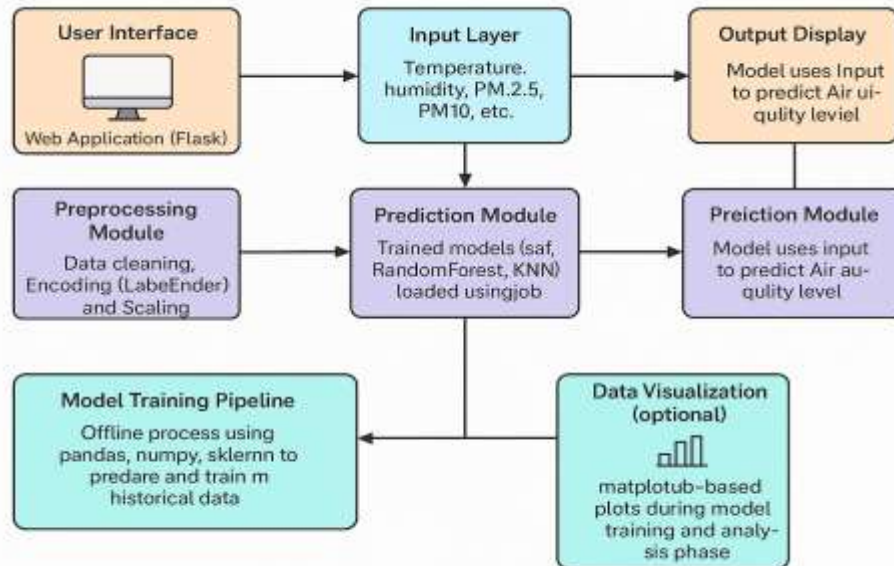 User Interface
Web Application (Flask)
Input Layer
Temperature.
humidity, PM.2.5,
PM10, etc.
Output Display
Model uses Input
to predict Air ui-
qulity leviel
Preprocessing
Module
Data cleaning,
Encoding (LabeEnder)
and Scaling
Prediction Module
Trained models (saf,
RandomForest, KNN)
loaded usingjob
Preiction Module
Model uses input
to predict Air au-
qulity level
Model Training Pipeline
Offline process using
pandas, numpy, sklernn to
predare and train m
historical data
Data Visualization
(optional)
matplotub-based
plots during model
training and analy-
sis phase